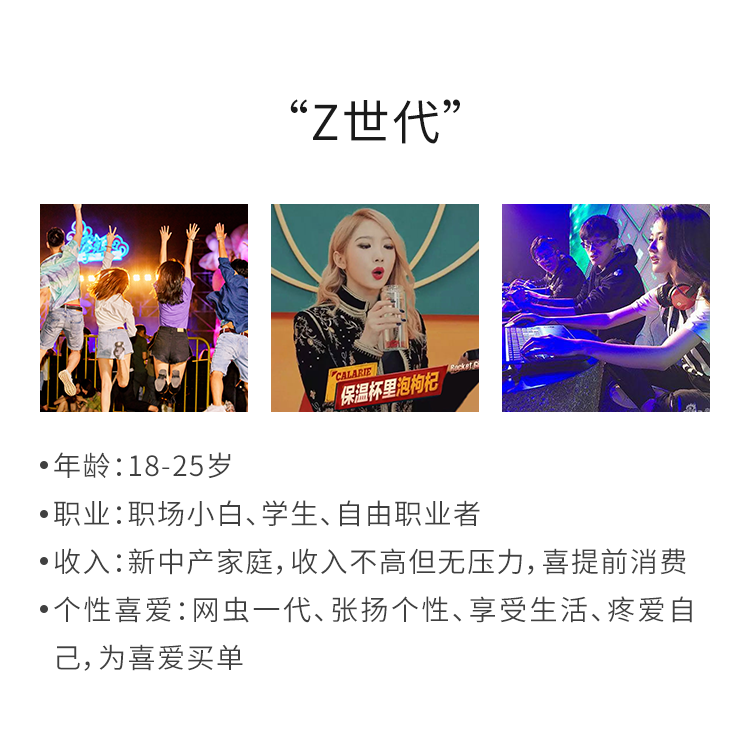 “Z世代”
CALARIE
保温杯里泡枸杞
•年龄：18-25岁
•职业：职场小白、学生、自由职业者
•收入：新中产家庭，收入不高但无压力，喜提前消费
•个性喜爱：网虫一代、张扬个性、享受生活、疼爱自
己，为喜爱买单